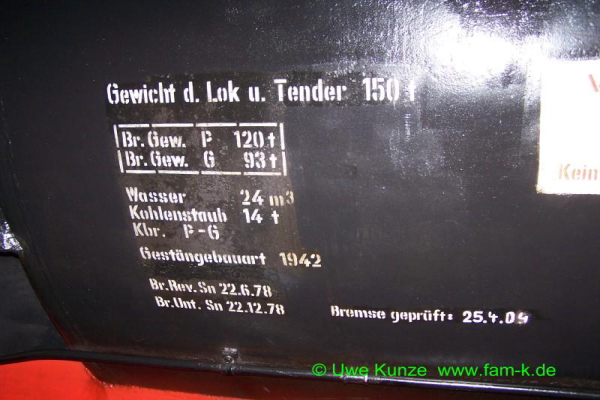 Gewicht d. Lok u. Tender 150 t
Br. Gew. P 120 t
Br. Gew. G 93 t
Wasser 24 m3
Kohlenstaub 14 t
Kbr. P-G
Gestängebauart 1942
Br. Rev. Sn 22.6.78
Br. Unt. Sn 22.12.78
Bremse geprüft: 25.4.09
Kein
© Uwe Kunze www.fam-k.de